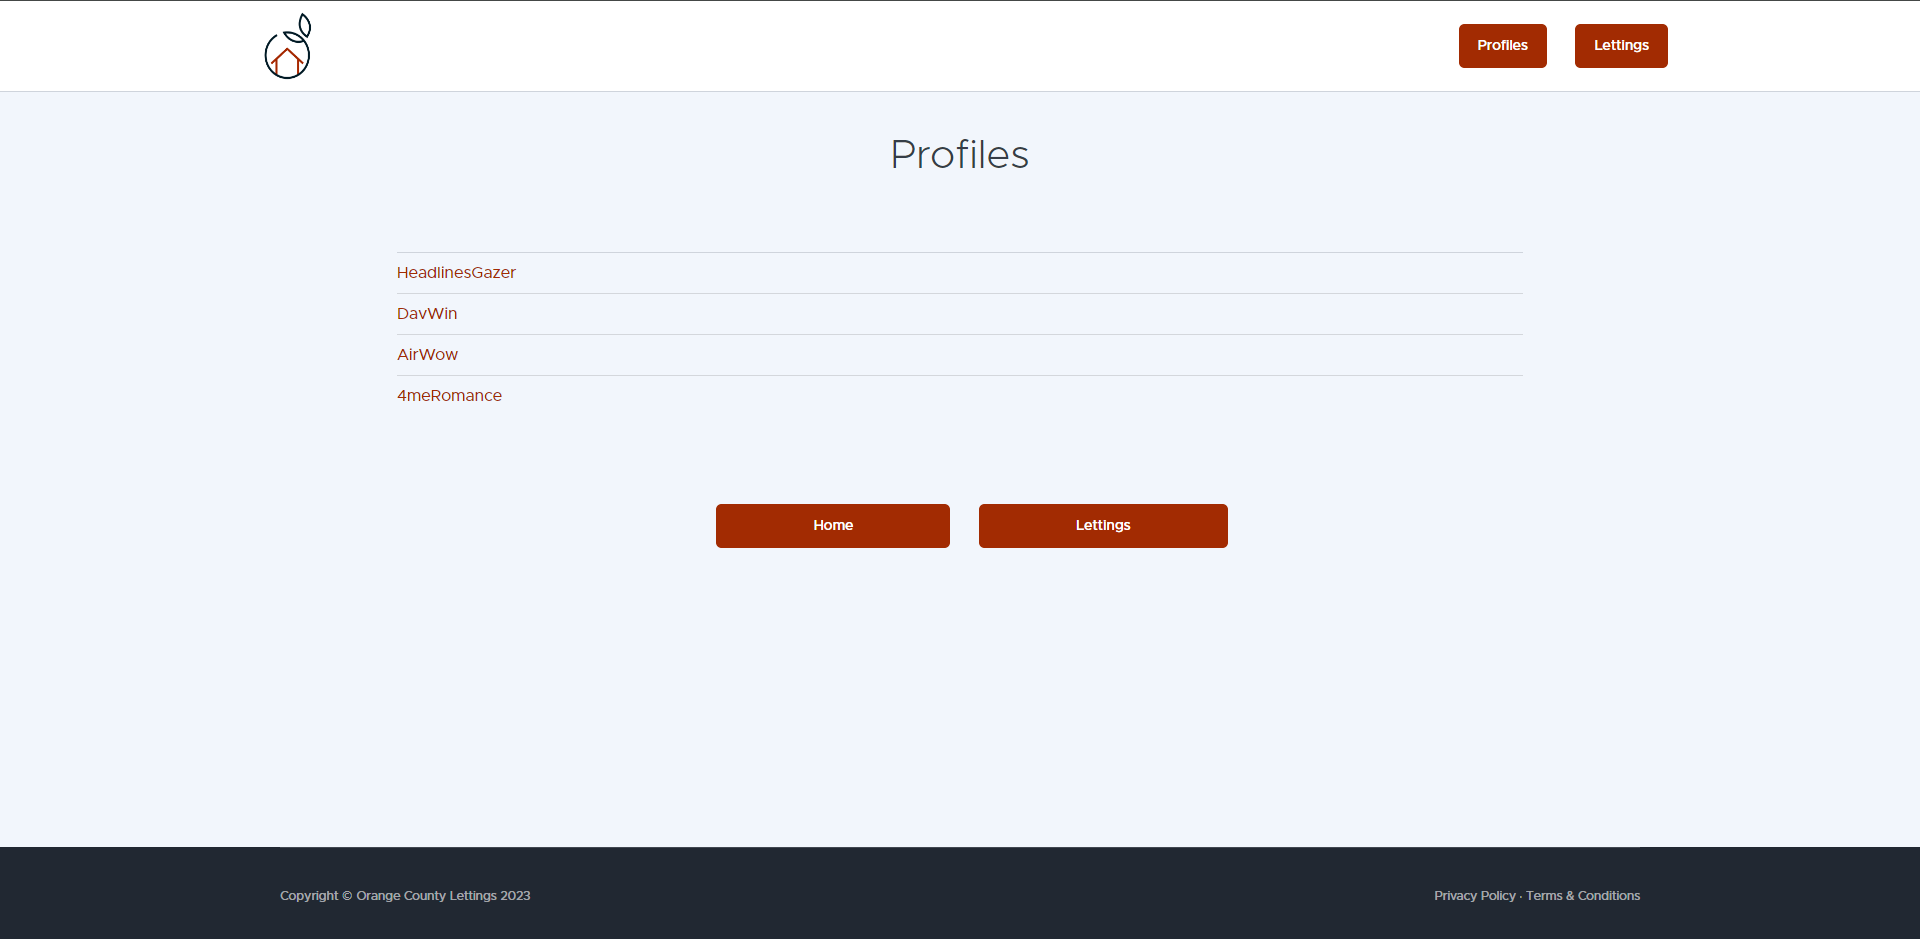 Profiles Lettings
Profiles
HeadlinesGazer
DavWin
AirWow
4meRomance
Home Lettings
Copyright © Orange County Lettings 2023 Privacy Policy · Terms & Conditions